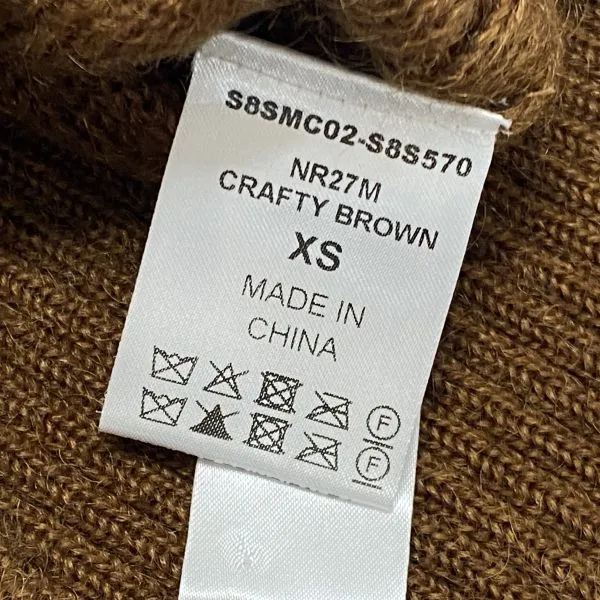 S8SMC02-S8S570
NR27M
CRAFTY BROWN
XS
MADE IN
CHINA
F
F